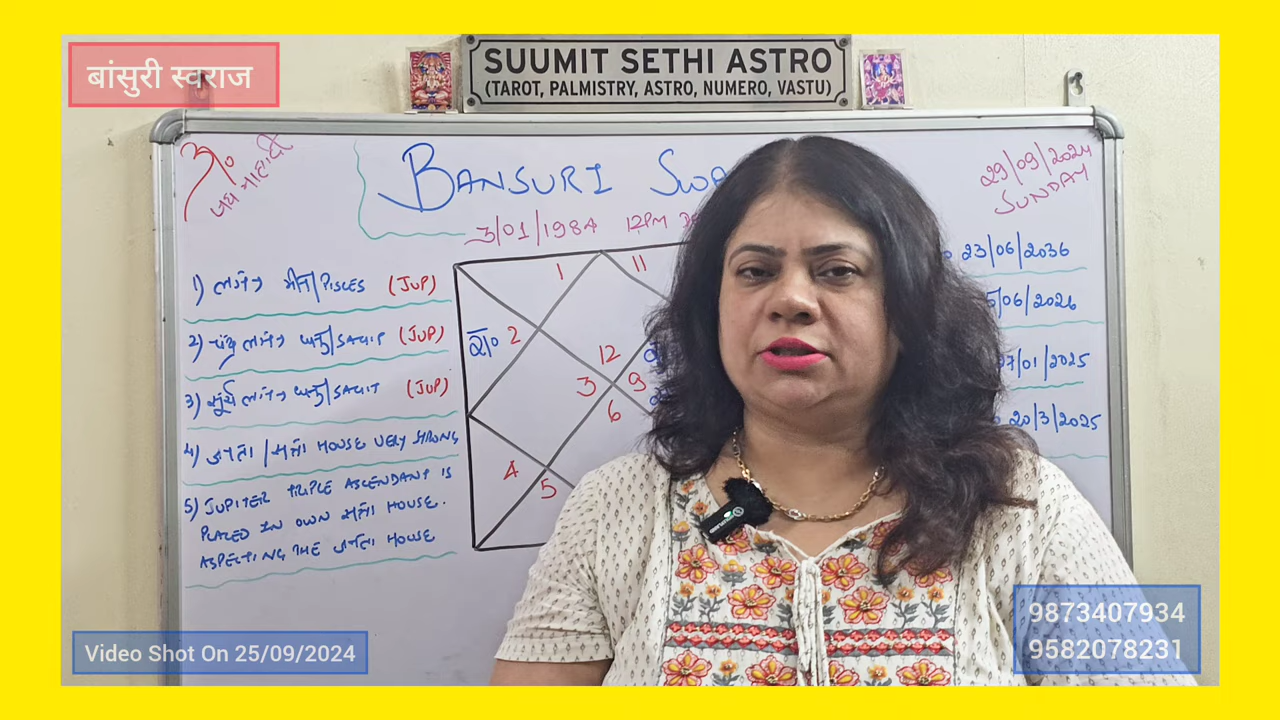 बांसुरी स्वराज
SUUMIT SETHI ASTRO
(TAROT, PALMISTRY, ASTRO, NUMERO, VASTU)
ॐ
जय माता दी
BANSURI SWA
29/09/2024
SUNDAY
3/01/1984 12PM DE
1) लग्न मीन/PISCES (JUP)
2) चंद्र लग्न धनु/SAGIT (JUP)
3) सूर्य लग्न धनु/SAGIT (JUP)
4) जनता/सत्ता HOUSE VERY STRONG
5) JUPITER TRIPLE ASCENDANT IS
PLACED IN OWN सत्ता HOUSE.
ASPECTING THE जनता HOUSE
1
11
2
12
3
9
6
4
5
23/06/2036
/06/2026
7/01/2025
20/3/2025
9873407934
9582078231
Video Shot On 25/09/2024